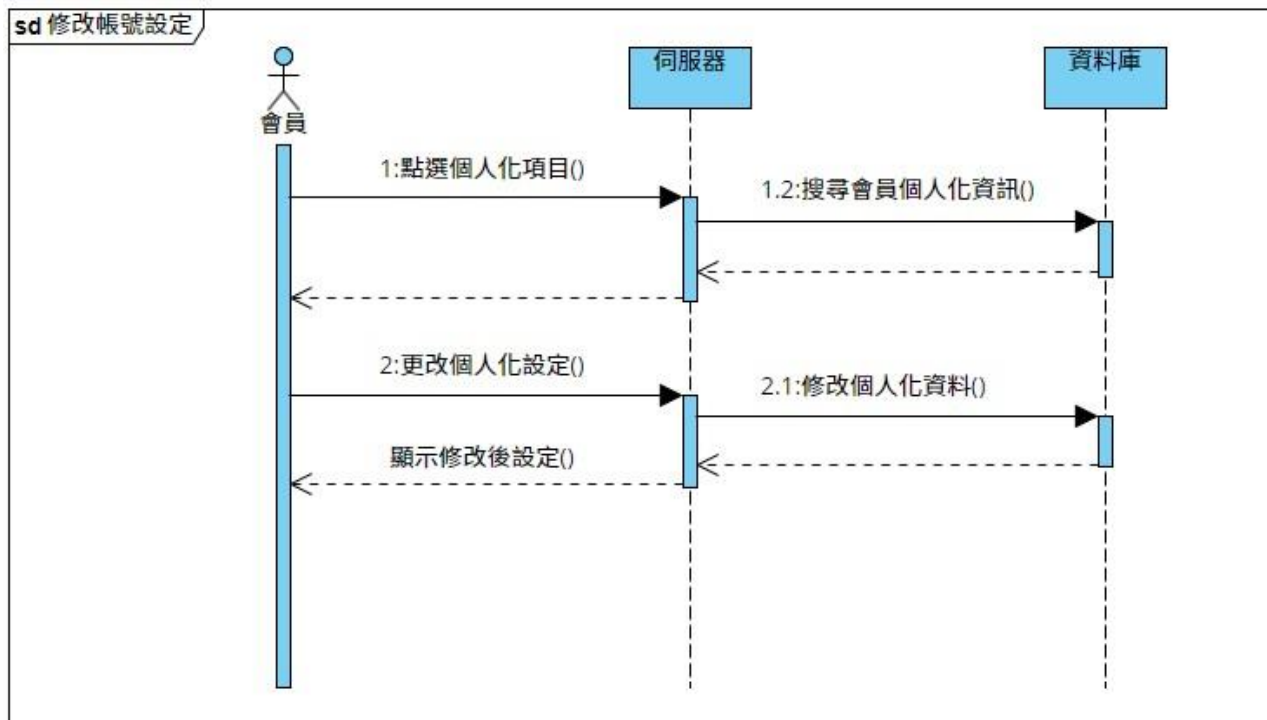 sd 修改帳號設定
會員
伺服器
資料庫
1:點選個人化項目()
1.2:搜尋會員個人化資訊()
2:更改個人化設定()
2.1:修改個人化資料()
顯示修改後設定()